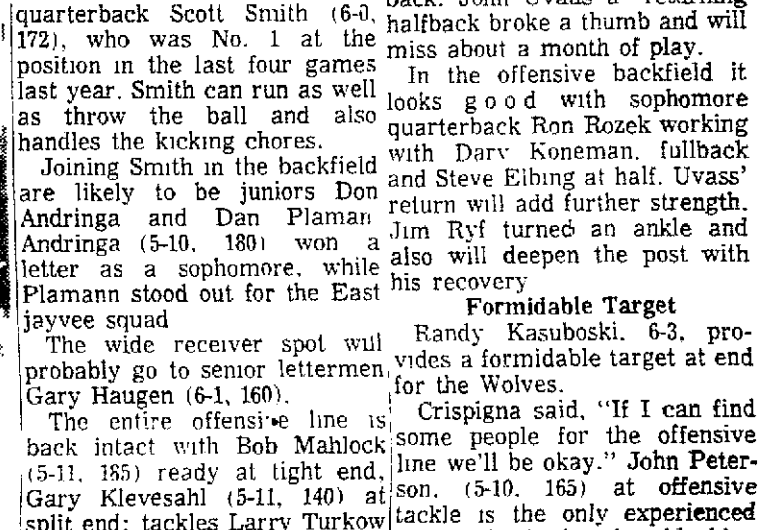 quarterback Scott Smith (6-0,
172), who was No. 1 at the
position in the last four games
last year. Smith can run as well
as throw the ball and also
handles the kicking chores.
Joining Smith in the backfield
are likely to be juniors Don
Andringa and Dan Plaman
Andringa (5-10, 180) won a
letter as a sophomore, while
Plamann stood out for the East
jayvee squad
The wide receiver spot will
probably go to senior lettermen
Gary Haugen (6-1, 160).
The entire offensive line is
back intact with Bob Mahlock
(5-11, 185) ready at tight end,
Gary Klevesahl (5-11, 140) at
split end; tackles Larry Turkow
back. John Uvaas a returning
halfback broke a thumb and will
miss about a month of play.
In the offensive backfield it
looks good with sophomore
quarterback Ron Rozek working
with Darv Koneman, fullback
and Steve Eibing at half. Uvass'
return will add further strength.
Jim Ryf turned an ankle and
also will deepen the post with
his recovery
Formidable Target
Randy Kasuboski, 6-3, pro-
vides a formidable target at end
for the Wolves.
Crispigna said, "If I can find
some people for the offensive
line we'll be okay." John Peter-
son, (5-10, 165) at offensive
tackle is the only experienced